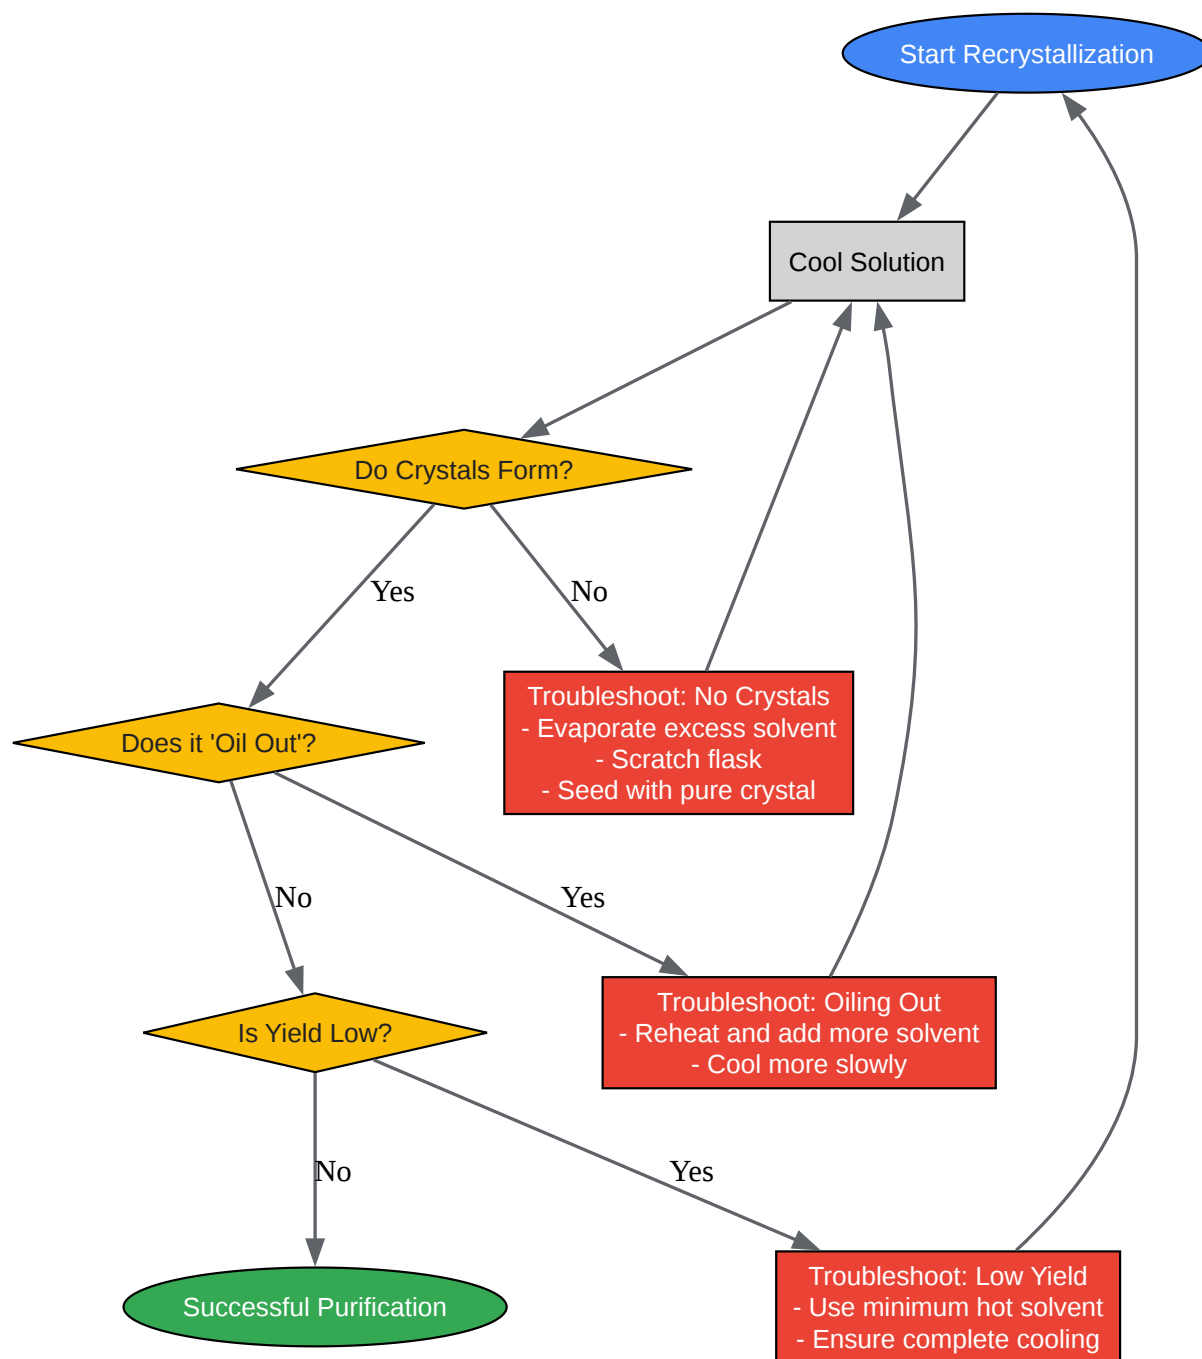 Start Recrystallization
Cool Solution
Do Crystals Form?
Yes
No
Troubleshoot: No Crystals
- Evaporate excess solvent
- Scratch flask
- Seed with pure crystal
Does it 'Oil Out'?
No
Yes
Troubleshoot: Oiling Out
- Reheat and add more solvent
- Cool more slowly
Is Yield Low?
No
Yes
Successful Purification
Troubleshoot: Low Yield
- Use minimum hot solvent
- Ensure complete cooling